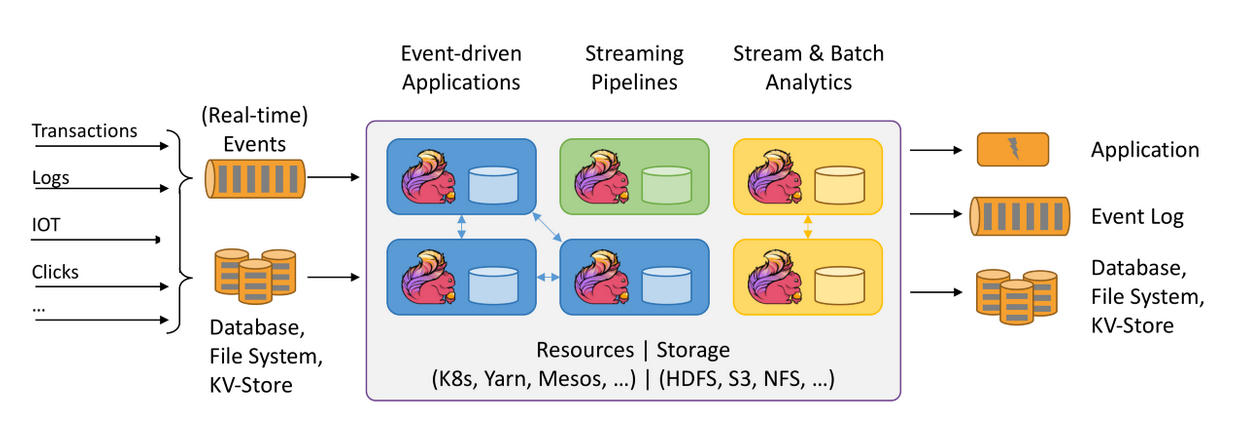 Event-driven
Applications
Streaming
Pipelines
Stream & Batch
Analytics
Transactions
Logs
IOT
Clicks
...
(Real-time)
Events
Database,
File System,
KV-Store
Resources | Storage
(K8s, Yarn, Mesos, ...) | (HDFS, S3, NFS, ...)
Application
Event Log
Database,
File System,
KV-Store